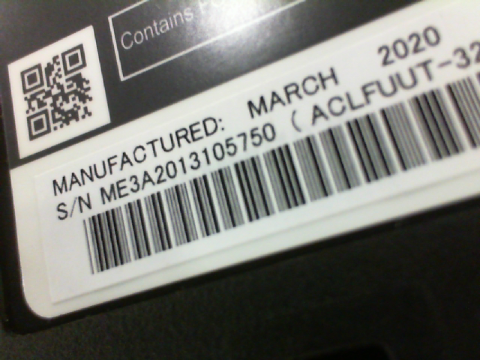 Contains
MANUFACTURED: MARCH 2020
S/N ME3A2013105750 ( ACLFUUT-32